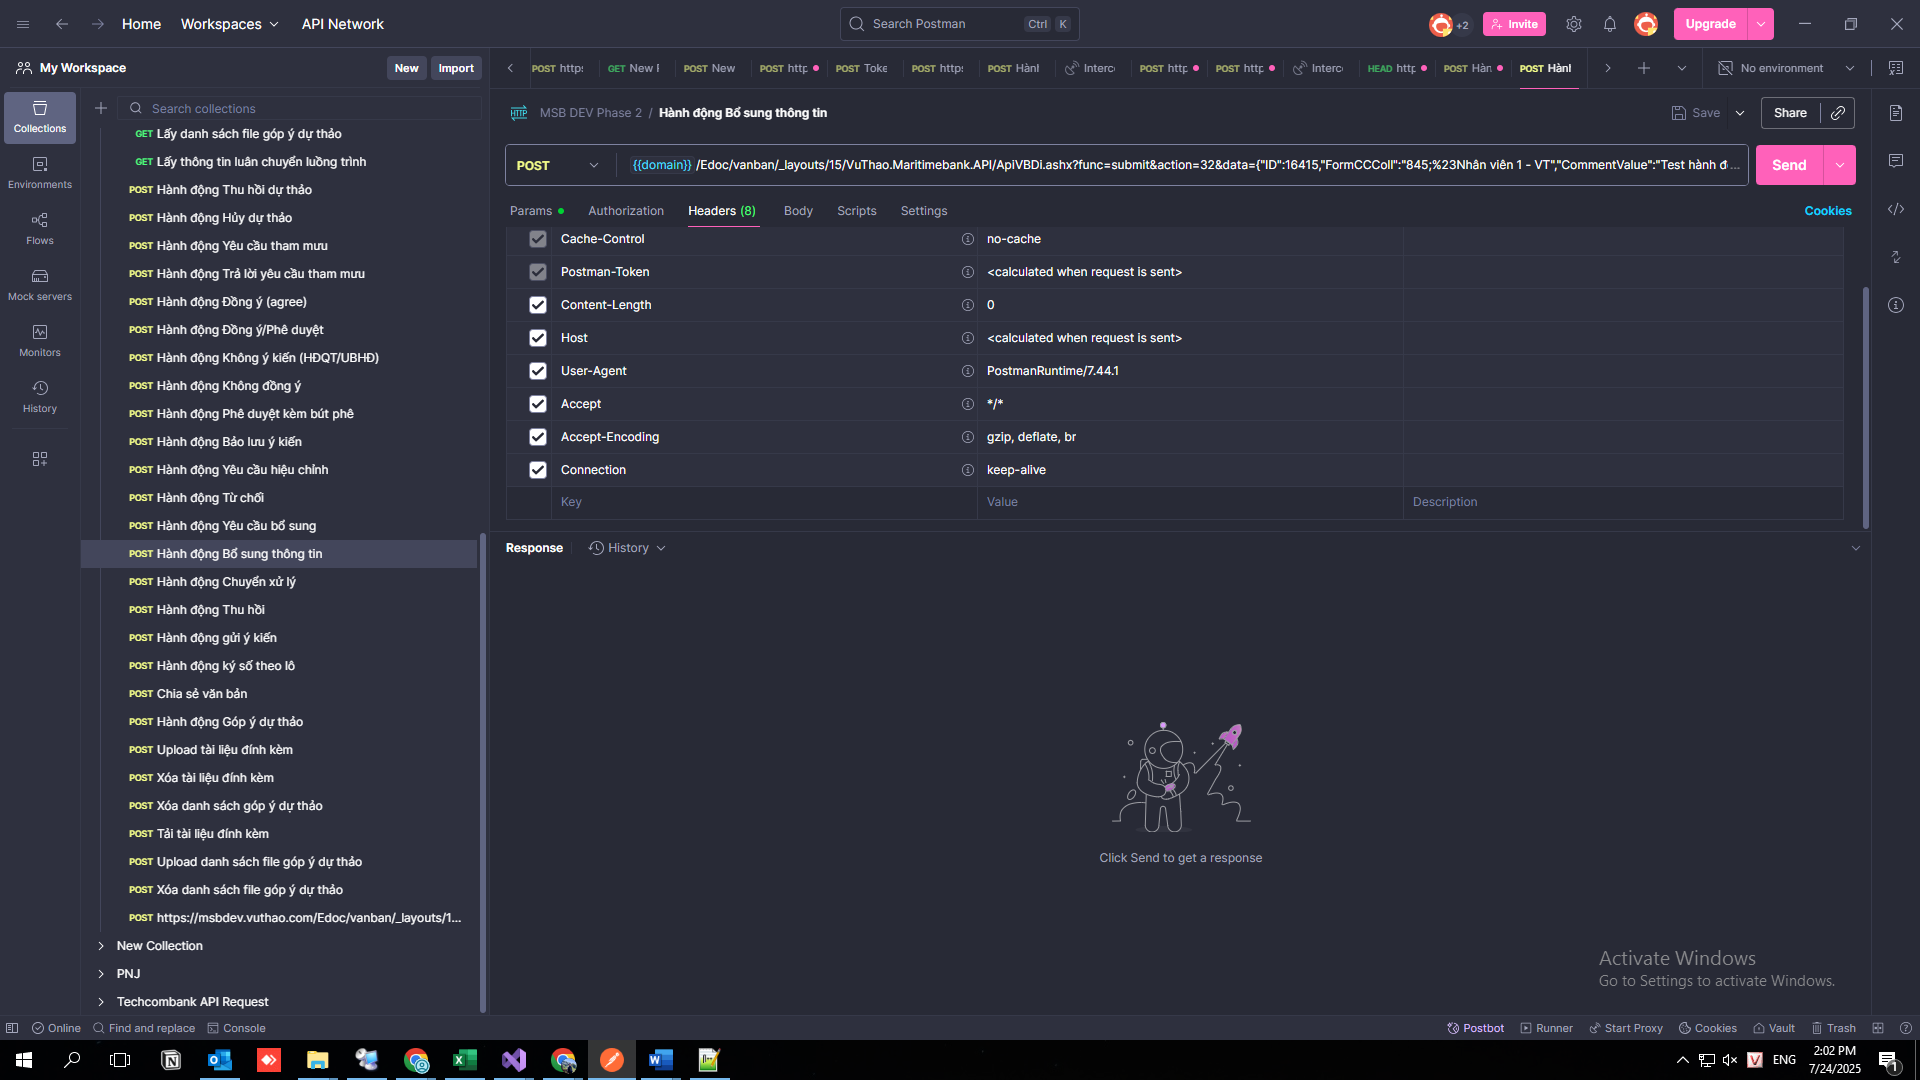 Home
Workspaces
API Network
Search Postman
Ctrl
K
+2
Invite
Upgrade
My Workspace
New
Import
POST https
GET New F
POST New
POST http
POST Toke
POST https
POST Hành
Interc
POST http
POST http
Interc
HEAD http
POST Hàn
POST Hành
No environment
Collections
Environments
Flows
Mock servers
Monitors
History
Search collections
GET Lấy danh sách file góp ý dự thảo
GET Lấy thông tin luân chuyển luồng trình
POST Hành động Thu hồi dự thảo
POST Hành động Hủy dự thảo
POST Hành động Yêu cầu tham mưu
POST Hành động Trả lời yêu cầu tham mưu
POST Hành động Đồng ý (agree)
POST Hành động Đồng ý/Phê duyệt
POST Hành động Không ý kiến (HĐQT/UBHĐ)
POST Hành động Không đồng ý
POST Hành động Phê duyệt kèm bút phê
POST Hành động Bảo lưu ý kiến
POST Hành động Yêu cầu hiệu chỉnh
POST Hành động Từ chối
POST Hành động Yêu cầu bổ sung
POST Hành động Bổ sung thông tin
POST Hành động Chuyển xử lý
POST Hành động Thu hồi
POST Hành động gửi ý kiến
POST Hành động ký số theo lô
POST Chia sẻ văn bản
POST Hành động Góp ý dự thảo
POST Upload tài liệu đính kèm
POST Xóa tài liệu đính kèm
POST Xóa danh sách góp ý dự thảo
POST Tải tài liệu đính kèm
POST Upload danh sách file góp ý dự thảo
POST Xóa danh sách file góp ý dự thảo
POST https://msbdev.vuthao.com/Edoc/vanban/_layouts/1...
New Collection
PNJ
Techcombank API Request
HTTP
MSB DEV Phase 2 / Hành động Bổ sung thông tin
Save
Share
POST
{{domain}} /Edoc/vanban/_layouts/15/VuThao.Maritimebank.API/ApiVBDi.ashx?func=submit&action=32&data={"ID":16415,"FormCCColl":"845;%23Nhân viên 1 - VT","CommentValue":"Test hành đ...
Send
Params
Authorization
Headers (8)
Body
Scripts
Settings
Cookies
Cache-Control no-cache
Postman-Token <calculated when request is sent>
Content-Length 0
Host <calculated when request is sent>
User-Agent PostmanRuntime/7.44.1
Accept */*
Accept-Encoding gzip, deflate, br
Connection keep-alive
Key Value Description
Response
History
Click Send to get a response
Activate Windows
Go to Settings to activate Windows.
Online
Find and replace
Console
Postbot
Runner
Start Proxy
Cookies
Vault
Trash
ENG
2:02 PM
7/24/2025
1